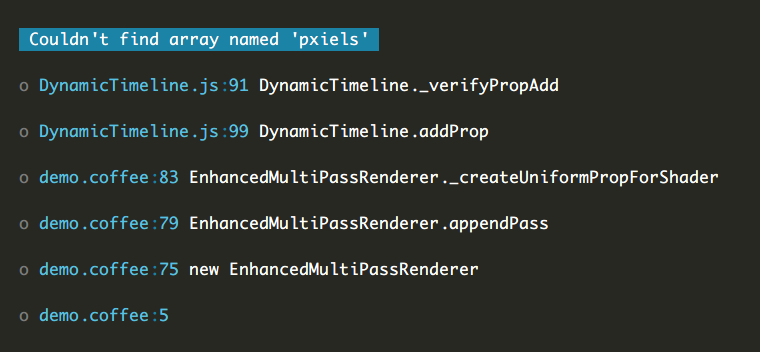 Couldn't find array named 'pxiels'
o DynamicTimeline.js:91 DynamicTimeline._verifyPropAdd
o DynamicTimeline.js:99 DynamicTimeline.addProp
o demo.coffee:83 EnhancedMultiPassRenderer._createUniformPropForShader
o demo.coffee:79 EnhancedMultiPassRenderer.appendPass
o demo.coffee:75 new EnhancedMultiPassRenderer
o demo.coffee:5